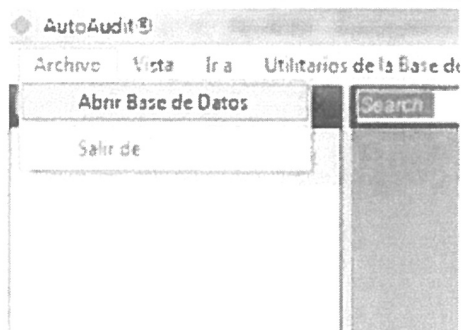 AutoAudit®
Archivo Vista Ir a Utilitarios de la Base de
Abrir Base de Datos
Search
Salir de